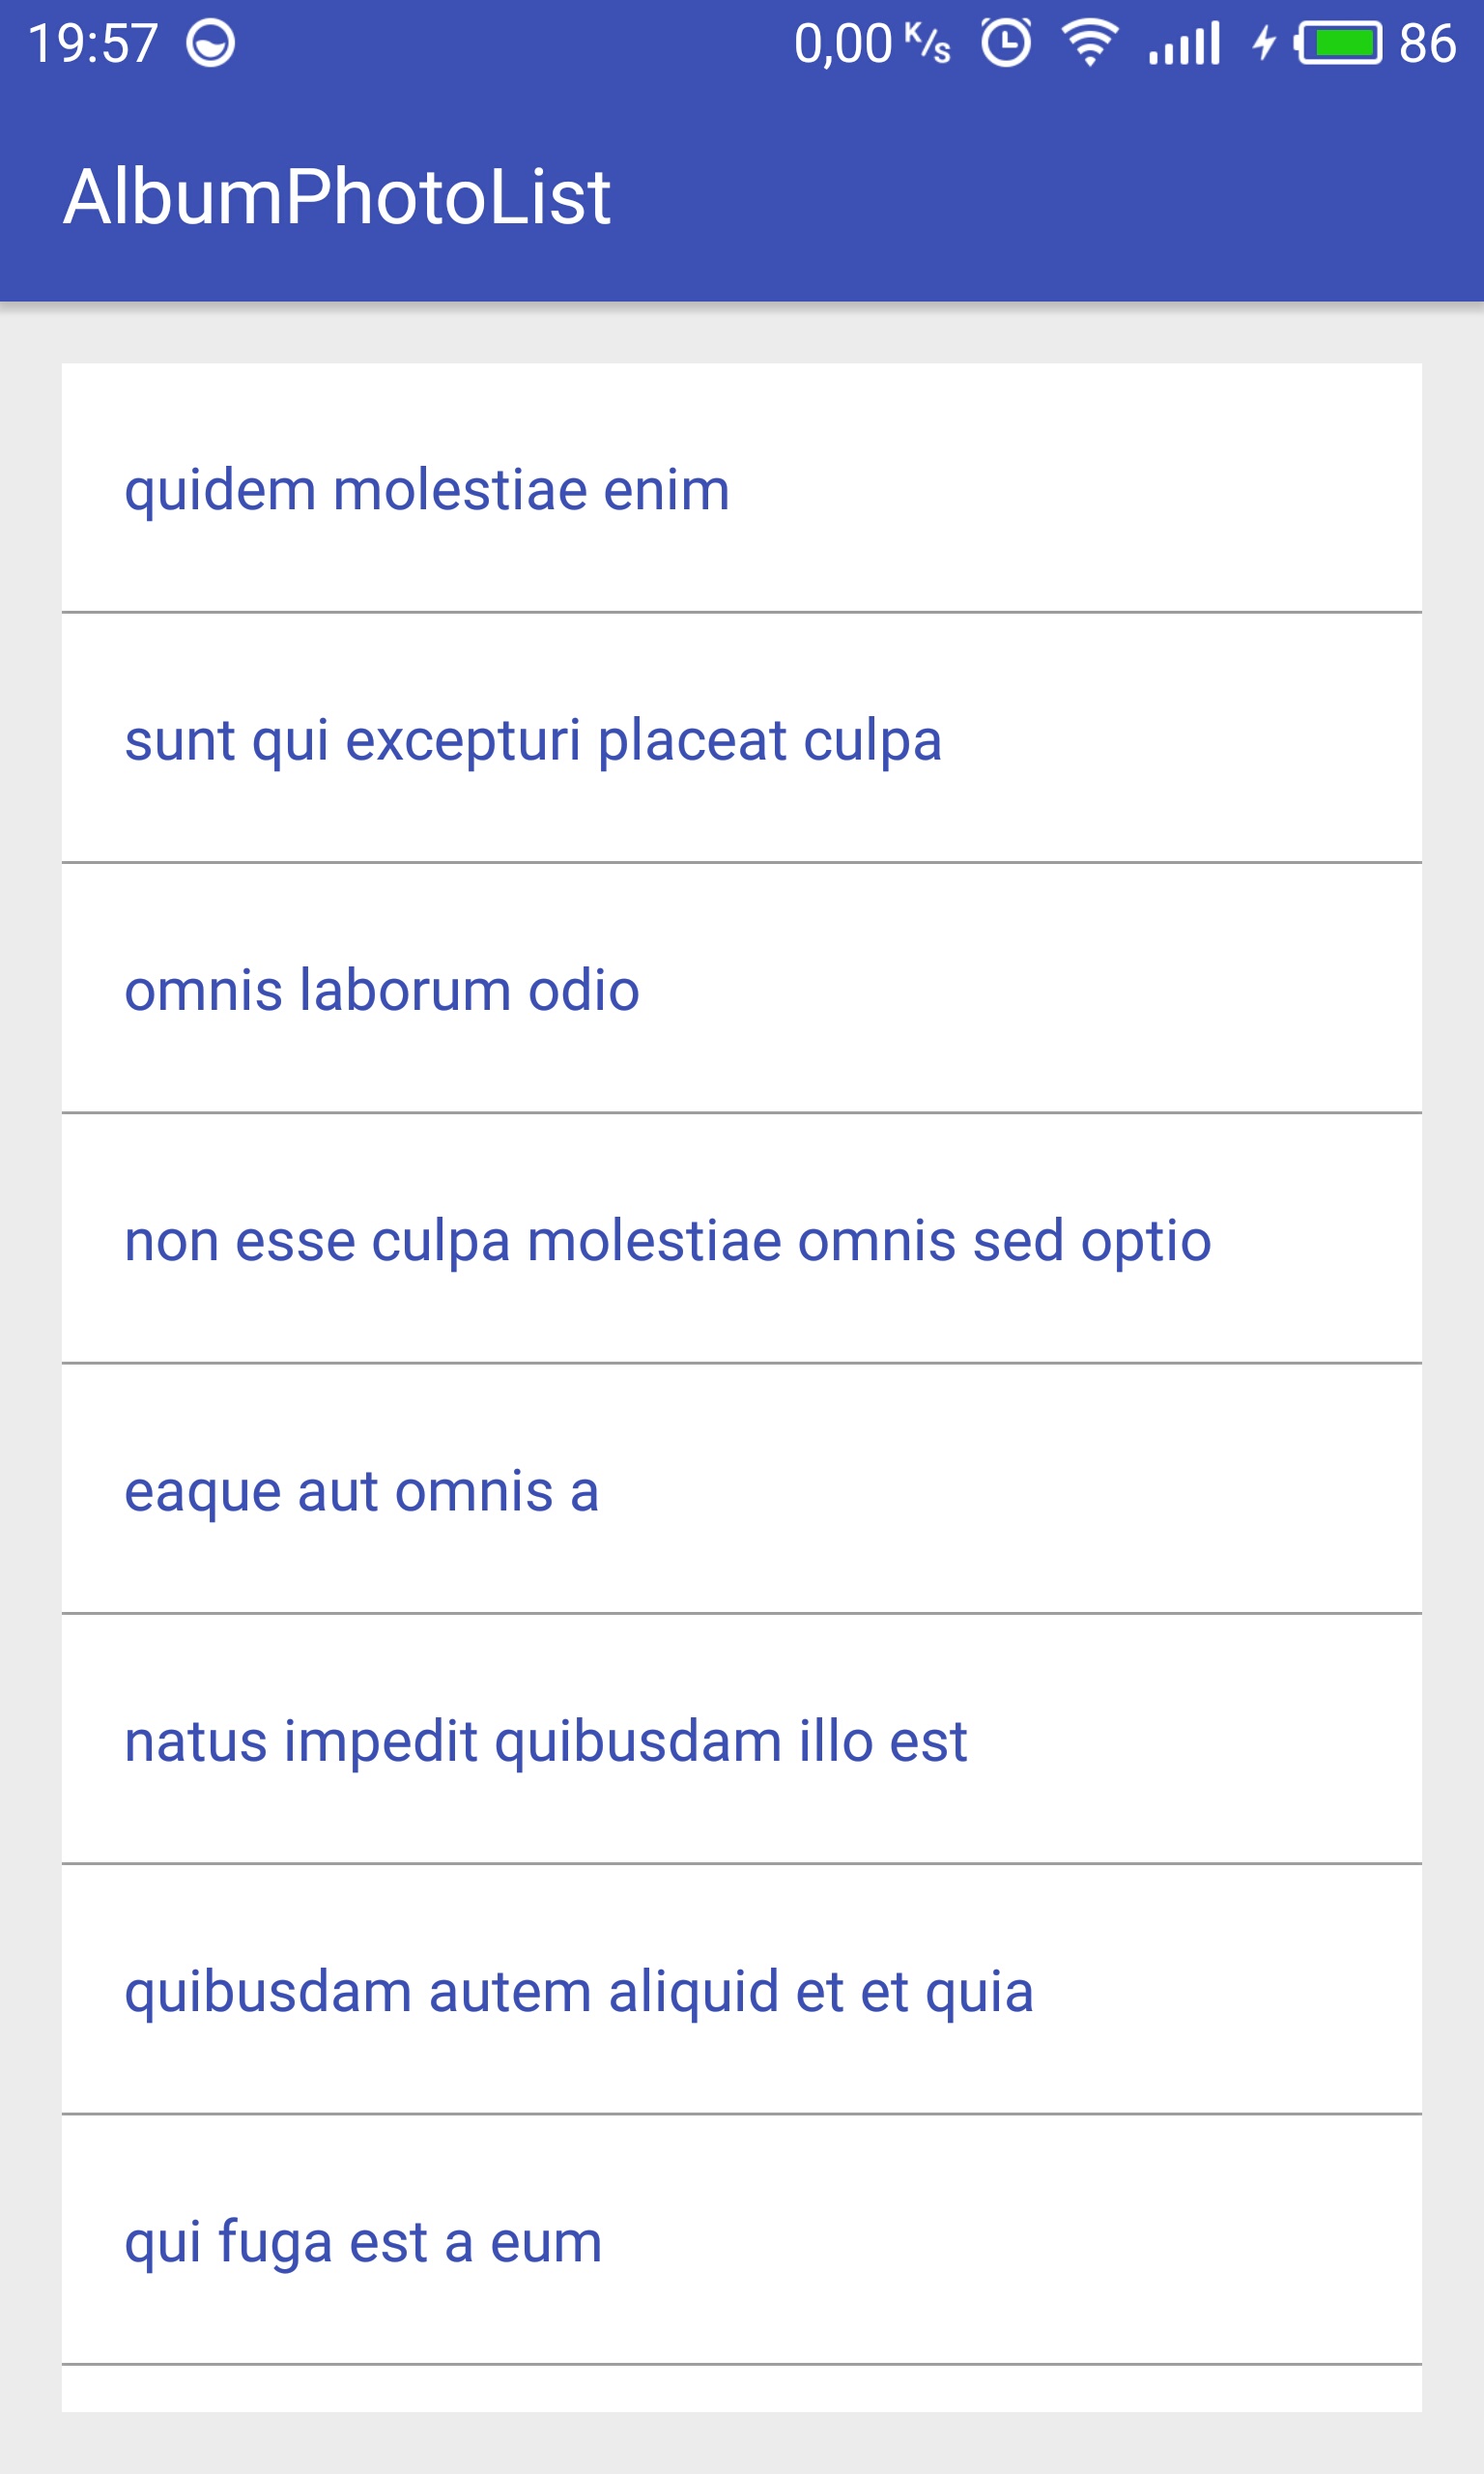 19:57 0,00 K/s 86
AlbumPhotoList
quidem molestiae enim
sunt qui excepturi placeat culpa
omnis laborum odio
non esse culpa molestiae omnis sed optio
eaque aut omnis a
natus impedit quibusdam illo est
quibusdam autem aliquid et et quia
qui fuga est a eum